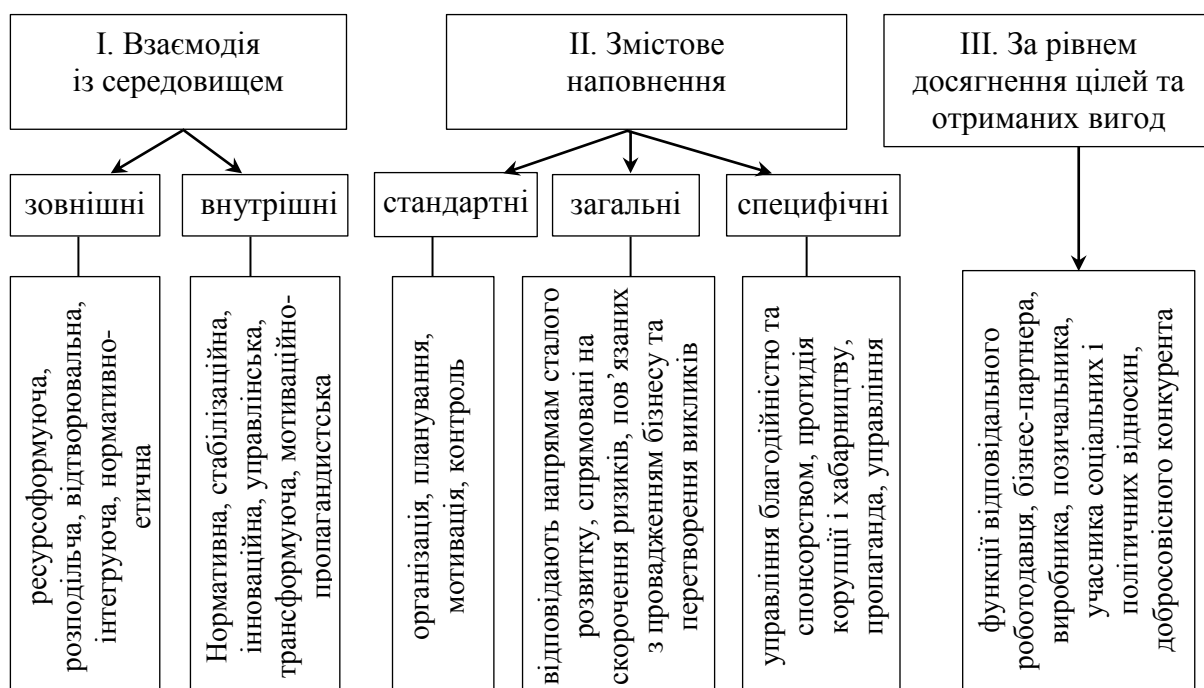 І. Взаємодія
із середовищем
ІІ. Змістове
наповнення
ІІІ. За рівнем
досягнення цілей та
отриманих вигод
зовнішні
внутрішні
стандартні
загальні
специфічні
ресурсоформуюча,
розподільча, відтворювальна,
інтегруюча, нормативно-
етична
Нормативна, стабілізаційна,
інноваційна, управлінська,
трансформуюча, мотиваційно-
пропагандистська
організація, планування,
мотивація, контроль
відповідають напрямам сталого
розвитку, спрямовані на
скорочення ризиків, пов’язаних
з провадженням бізнесу та
перетворення викликів
управління благодійністю та
спонсорством, протидія
корупції і хабарництву,
пропаганда, управління
функції відповідального
роботодавця, бізнес-партнера,
виробника, позичальника,
учасника соціальних і
політичних відносин,
добросовісного конкурента